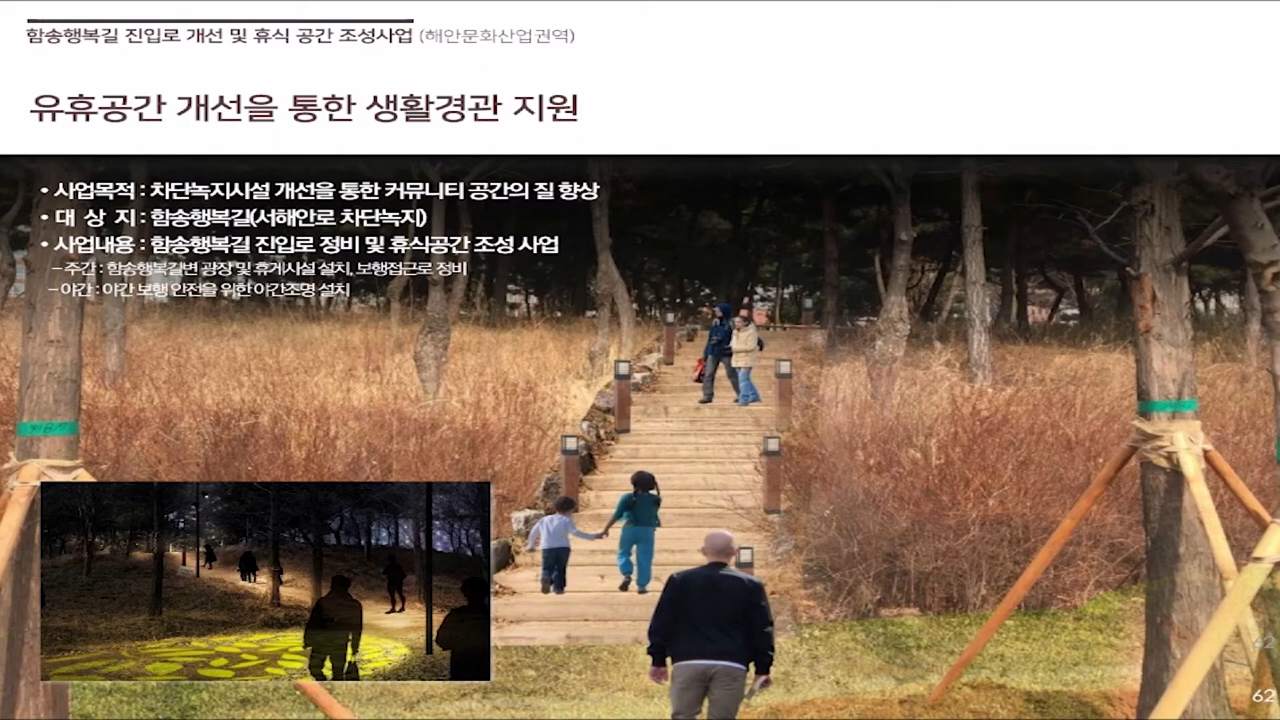 함송행복길 진입로 개선 및 휴식 공간 조성사업 (해안문화산업권역)
유휴공간 개선을 통한 생활경관 지원
• 사업목적 : 차단녹지시설 개선을 통한 커뮤니티 공간의 질 향상
• 대 상 지 : 함송행복길(서해안로 차단녹지)
• 사업내용 : 함송행복길 진입로 정비 및 휴식공간 조성 사업
– 주간 : 함송행복길변 광장 및 휴게시설 설치, 보행접근로 정비
– 야간 : 야간 보행 안전을 위한 야간조명 설치
62
62